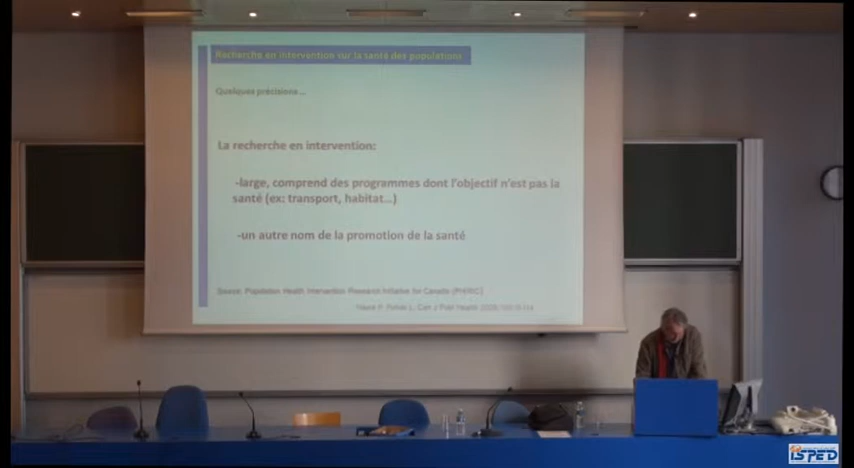 Recherche en intervention sur la santé des populations
Quelques précisions...
La recherche en intervention:
-large, comprend des programmes dont l'objectif n'est pas la
santé (ex: transport, habitat...)
-un autre nom de la promotion de la santé
Source: Population Health Intervention Research Initiative for Canada (PHIRIC)
ISPED